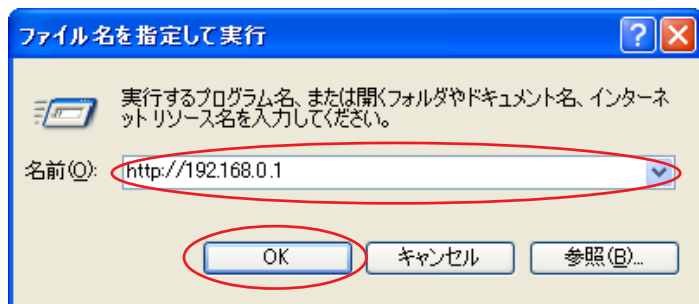 ファイル名を指定して実行
実行するプログラム名、または開くフォルダやドキュメント名、インターネ
ット リソース名を入力してください。
名前(O):
http://192.168.0.1
OK
キャンセル
参照(B)...